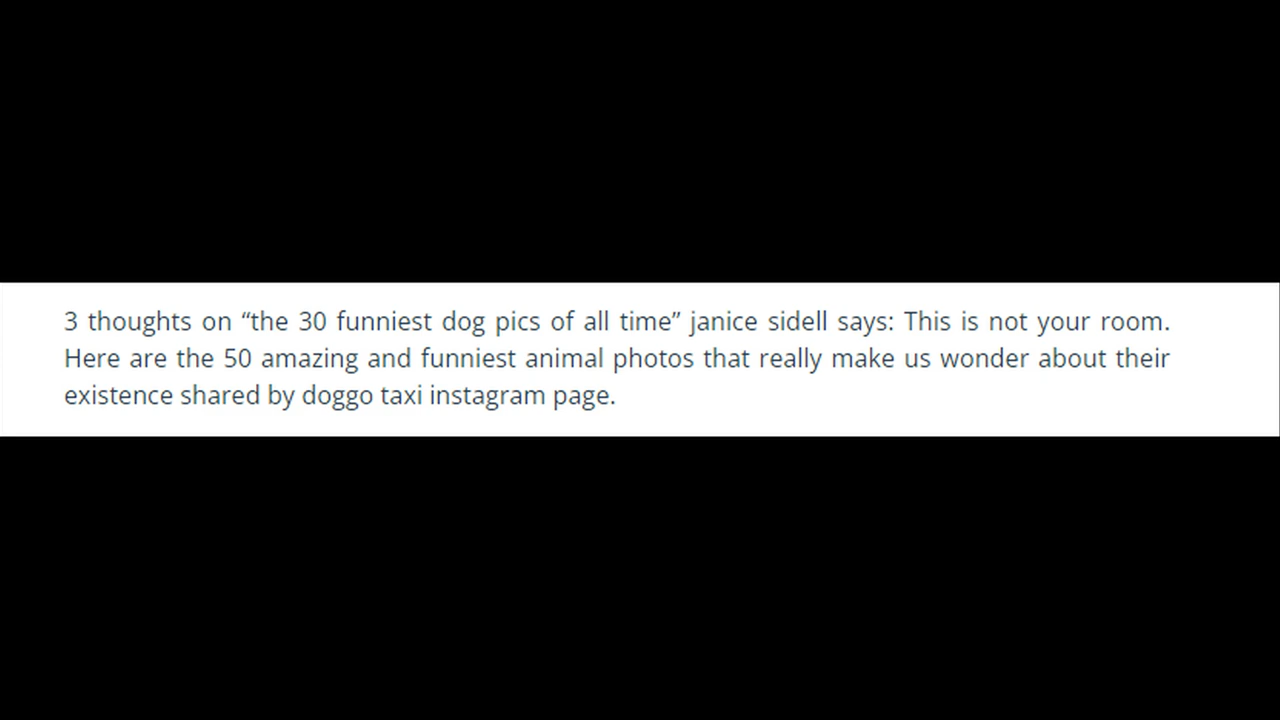 3 thoughts on “the 30 funniest dog pics of all time” janice sidell says: This is not your room.
Here are the 50 amazing and funniest animal photos that really make us wonder about their
existence shared by doggo taxi instagram page.